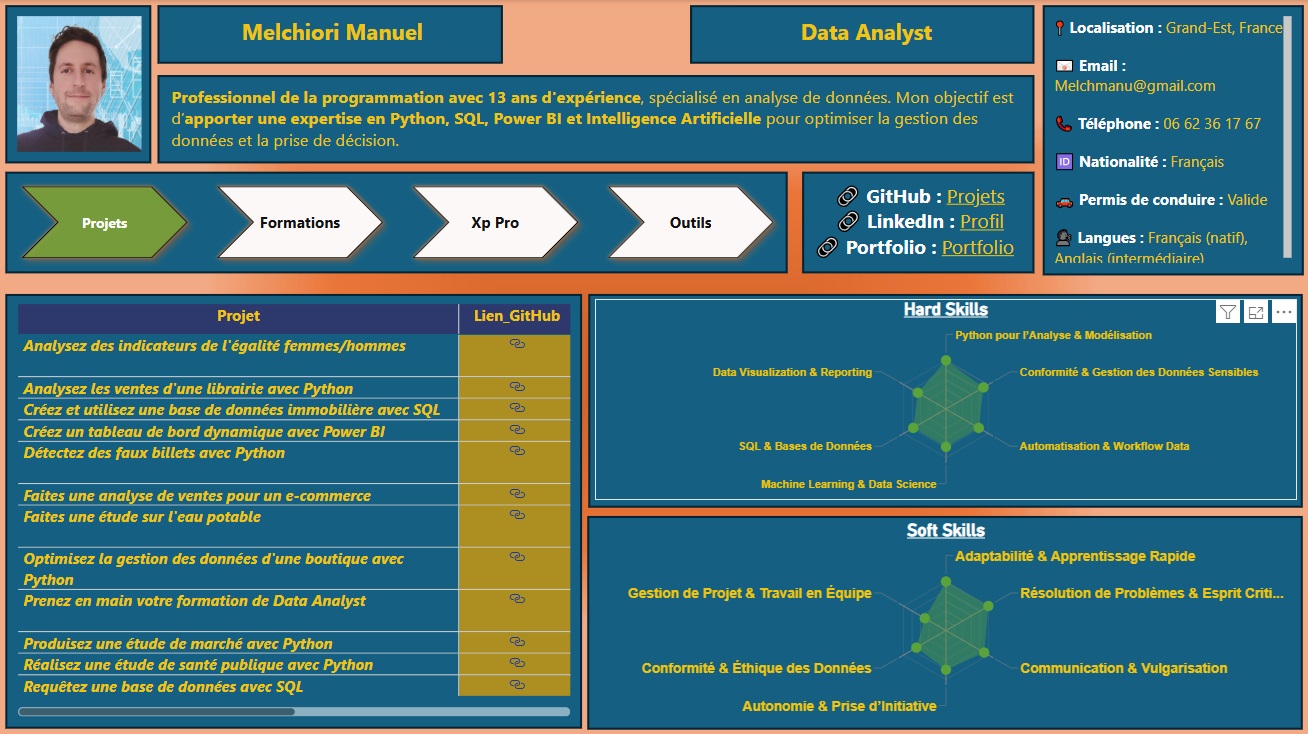 Melchiori Manuel
Data Analyst
Professionnel de la programmation avec 13 ans d'expérience, spécialisé en analyse de données. Mon objectif est
d'apporter une expertise en Python, SQL, Power BI et Intelligence Artificielle pour optimiser la gestion des
données et la prise de décision.
Localisation : Grand-Est, France
Email :
Melchmanu@gmail.com
Téléphone : 06 62 36 17 67
ID Nationalité : Français
Permis de conduire : Valide
Langues : Français (natif),
Anglais (intermédiaire)
Projets
Formations
Xp Pro
Outils
GitHub : Projets
LinkedIn : Profil
Portfolio : Portfolio
Projet Lien_GitHub
Analysez des indicateurs de l'égalité femmes/hommes
Analysez les ventes d'une librairie avec Python
Créez et utilisez une base de données immobilière avec SQL
Créez un tableau de bord dynamique avec Power BI
Détectez des faux billets avec Python
Faites une analyse de ventes pour un e-commerce
Faites une étude sur l'eau potable
Optimisez la gestion des données d'une boutique avec
Python
Prenez en main votre formation de Data Analyst
Produisez une étude de marché avec Python
Réalisez une étude de santé publique avec Python
Requêtez une base de données avec SQL
Hard Skills
Python pour l'Analyse & Modélisation
Data Visualization & Reporting
Conformité & Gestion des Données Sensibles
SQL & Bases de Données
Automatisation & Workflow Data
Machine Learning & Data Science
Soft Skills
Adaptabilité & Apprentissage Rapide
Gestion de Projet & Travail en Équipe
Résolution de Problèmes & Esprit Criti...
Conformité & Éthique des Données
Communication & Vulgarisation
Autonomie & Prise d'Initiative